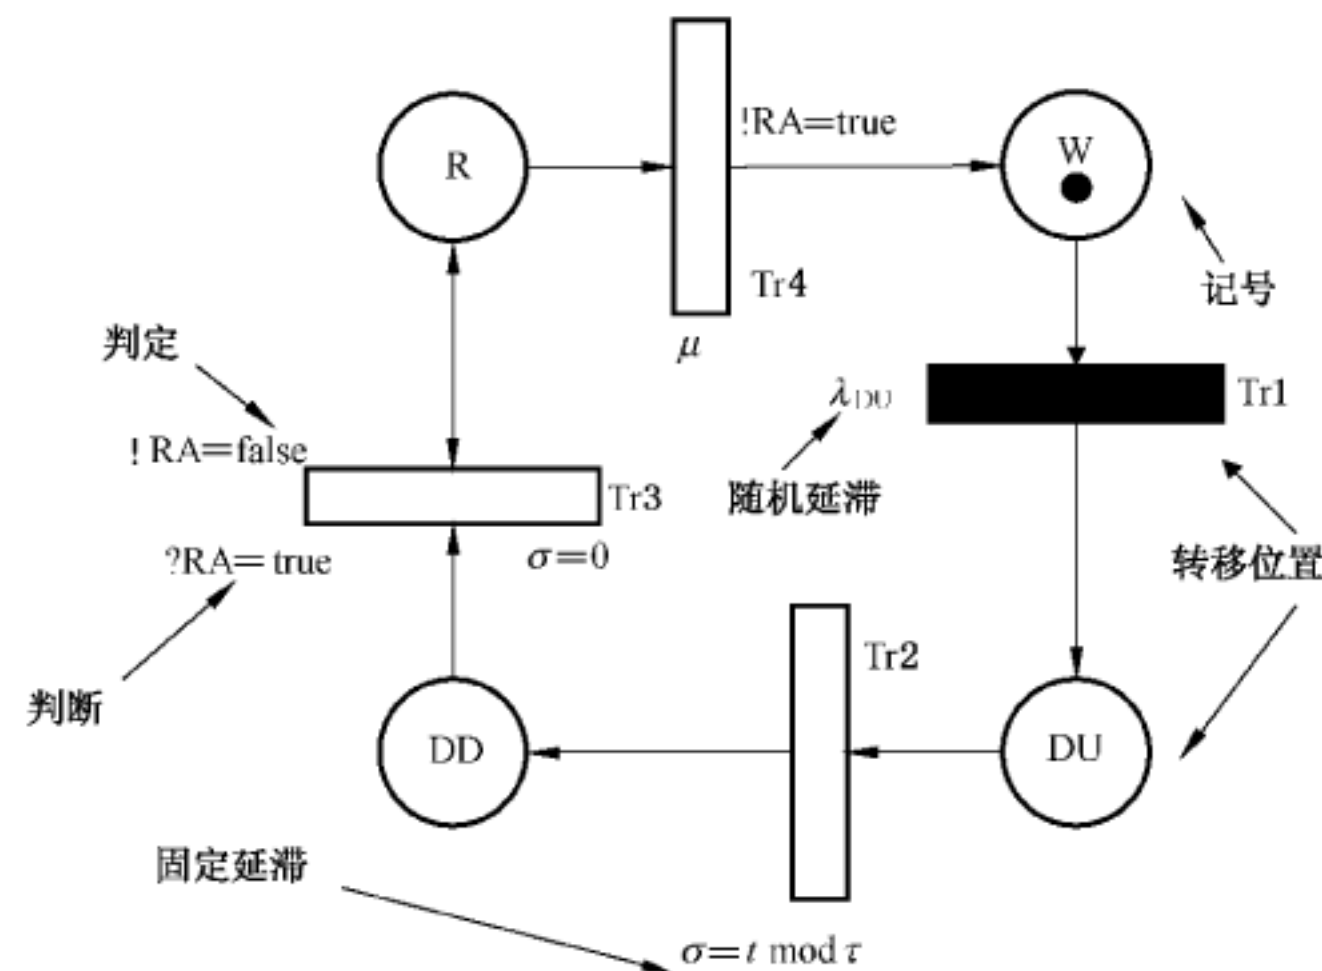 !RA=true
R
W
Tr4
记号
判定
μ
λDU
Tr1
! RA=false
随机延滞
Tr3
?RA=true
σ=0
转移位置
Tr2
判断
DD
DU
固定延滞
σ=t mod τ